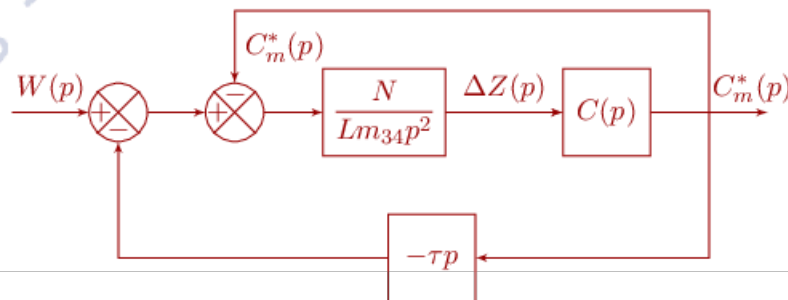 C*m(p)
W(p)
+
−
+
−
N
Lm34p²
ΔZ(p)
C(p)
C*m(p)
−τp